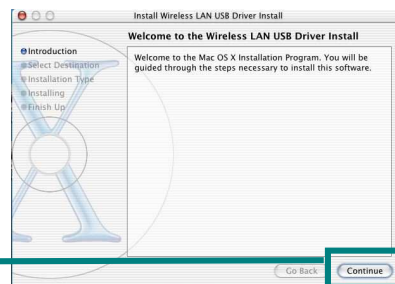 Install Wireless LAN USB Driver Install
Welcome to the Wireless LAN USB Driver Install
Introduction
Select Destination
Installation Type
Installing
Finish Up
Welcome to the Mac OS X Installation Program. You will be
guided through the steps necessary to install this software.
Go Back
Continue